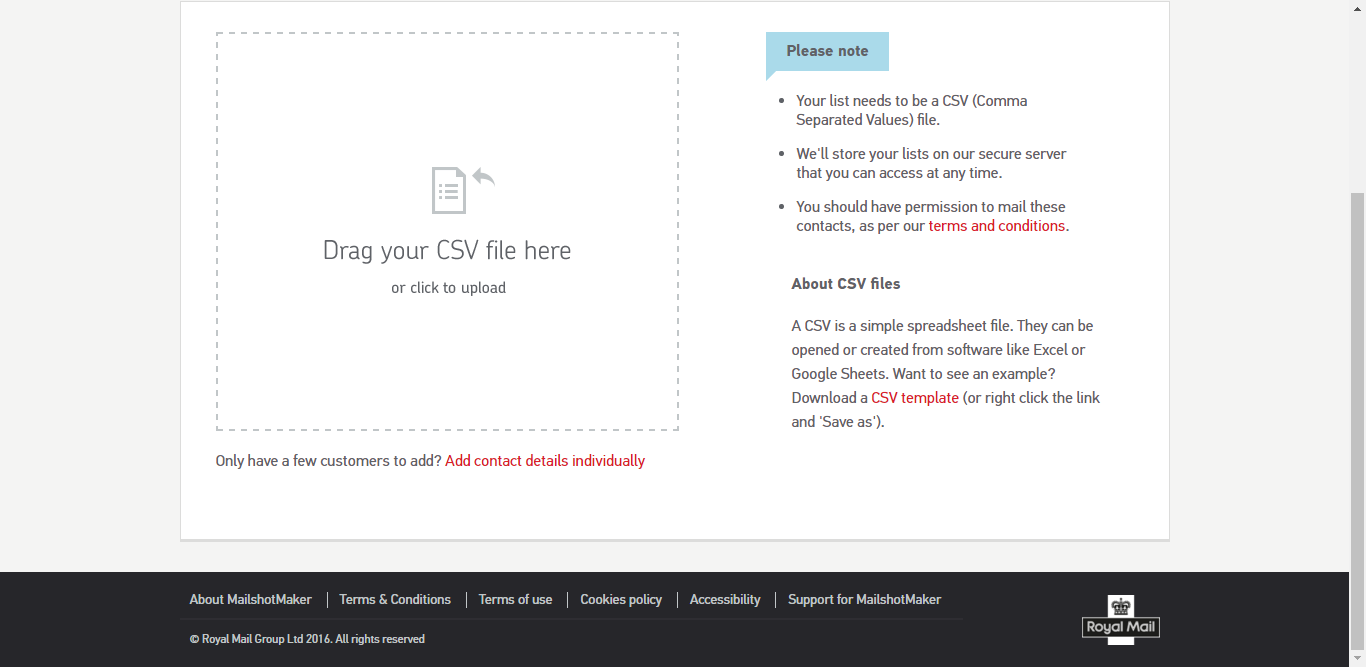 Drag your CSV file here
or click to upload
Only have a few customers to add? Add contact details individually
Please note
Your list needs to be a CSV (Comma
Separated Values) file.
We'll store your lists on our secure server
that you can access at any time.
You should have permission to mail these
contacts, as per our terms and conditions.
About CSV files
A CSV is a simple spreadsheet file. They can be
opened or created from software like Excel or
Google Sheets. Want to see an example?
Download a CSV template (or right click the link
and 'Save as').
About MailshotMaker | Terms & Conditions | Terms of use | Cookies policy | Accessibility | Support for MailshotMaker
© Royal Mail Group Ltd 2016. All rights reserved
Royal Mail